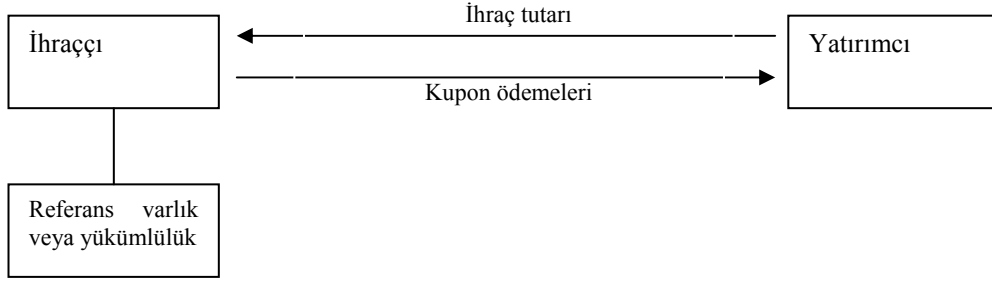 İhraç tutarı
İhraççı
Yatırımcı
Kupon ödemeleri
Referans varlık
veya yükümlülük